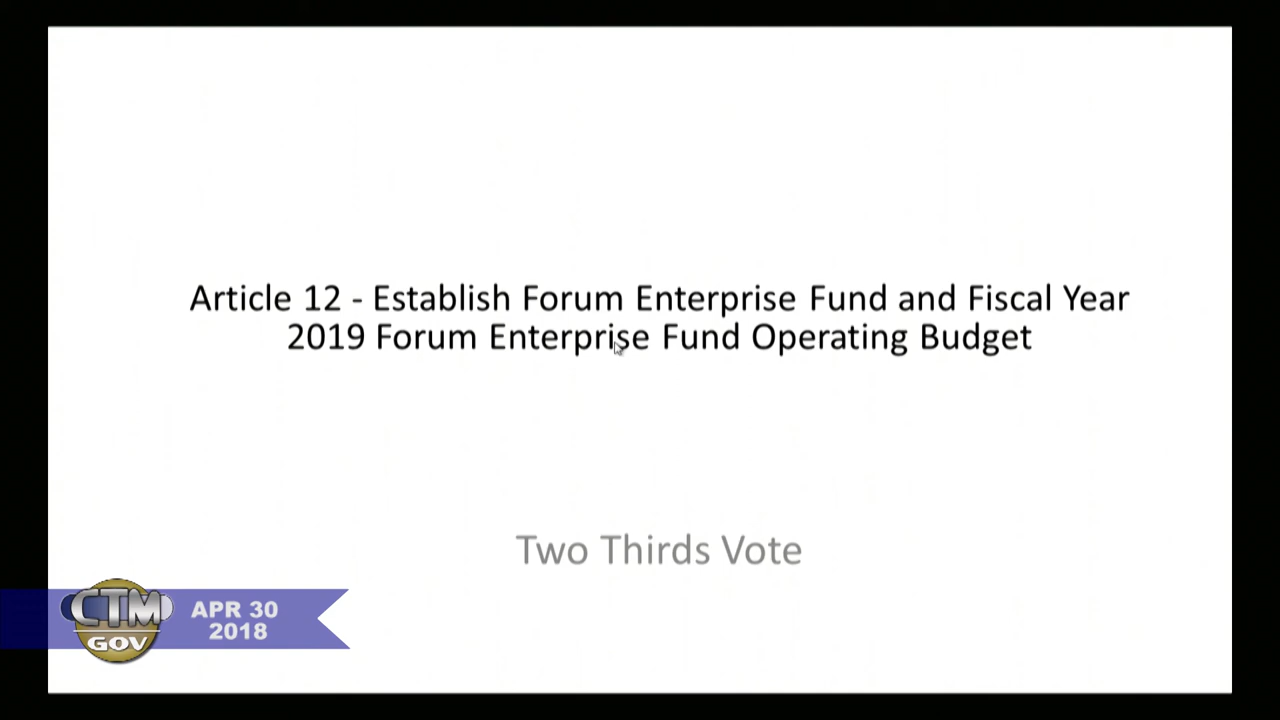 Article 12 - Establish Forum Enterprise Fund and Fiscal Year
2019 Forum Enterprise Fund Operating Budget
Two Thirds Vote
CTM
GOV
APR 30
2018